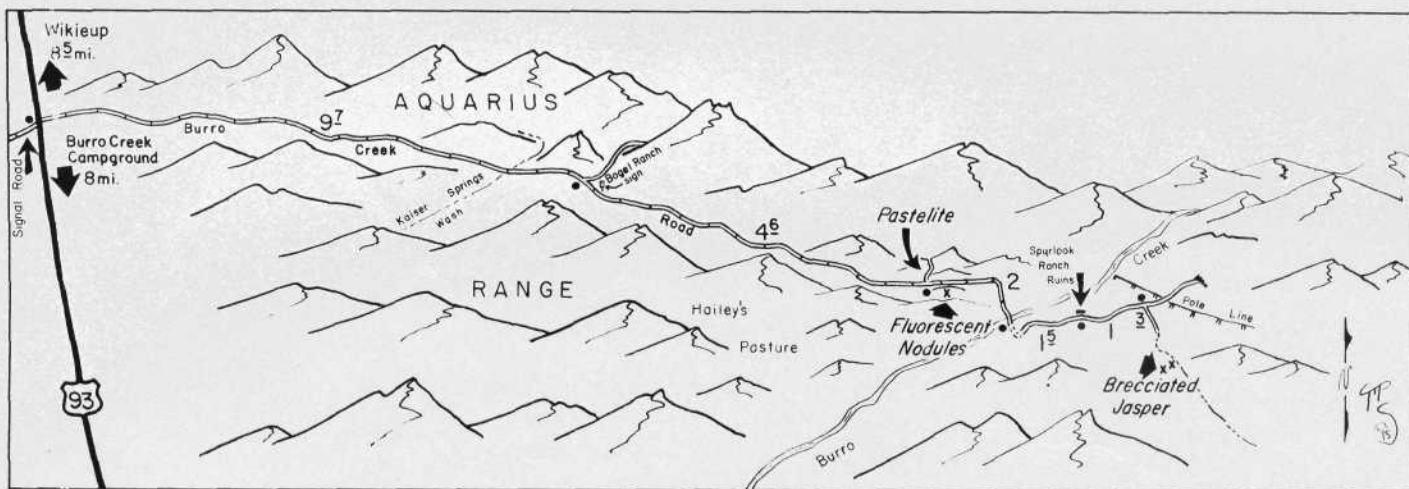 Wikieup
8 5 mi.
Burro Creek
Campground
8 mi.
Signal Road
93
AQUARIUS
RANGE
Burro
9 7
Creek
Road
Kaiser Springs
Wash
Bogel Ranch
sign
4 6
Pastelite
Hailey's
Pasture
Fluorescent
Nodules
2
Spurlock
Ranch
Ruins
Creek
Burro
1 5
1
3
Pole Line
Brecciated
Jasper
x
x x
N